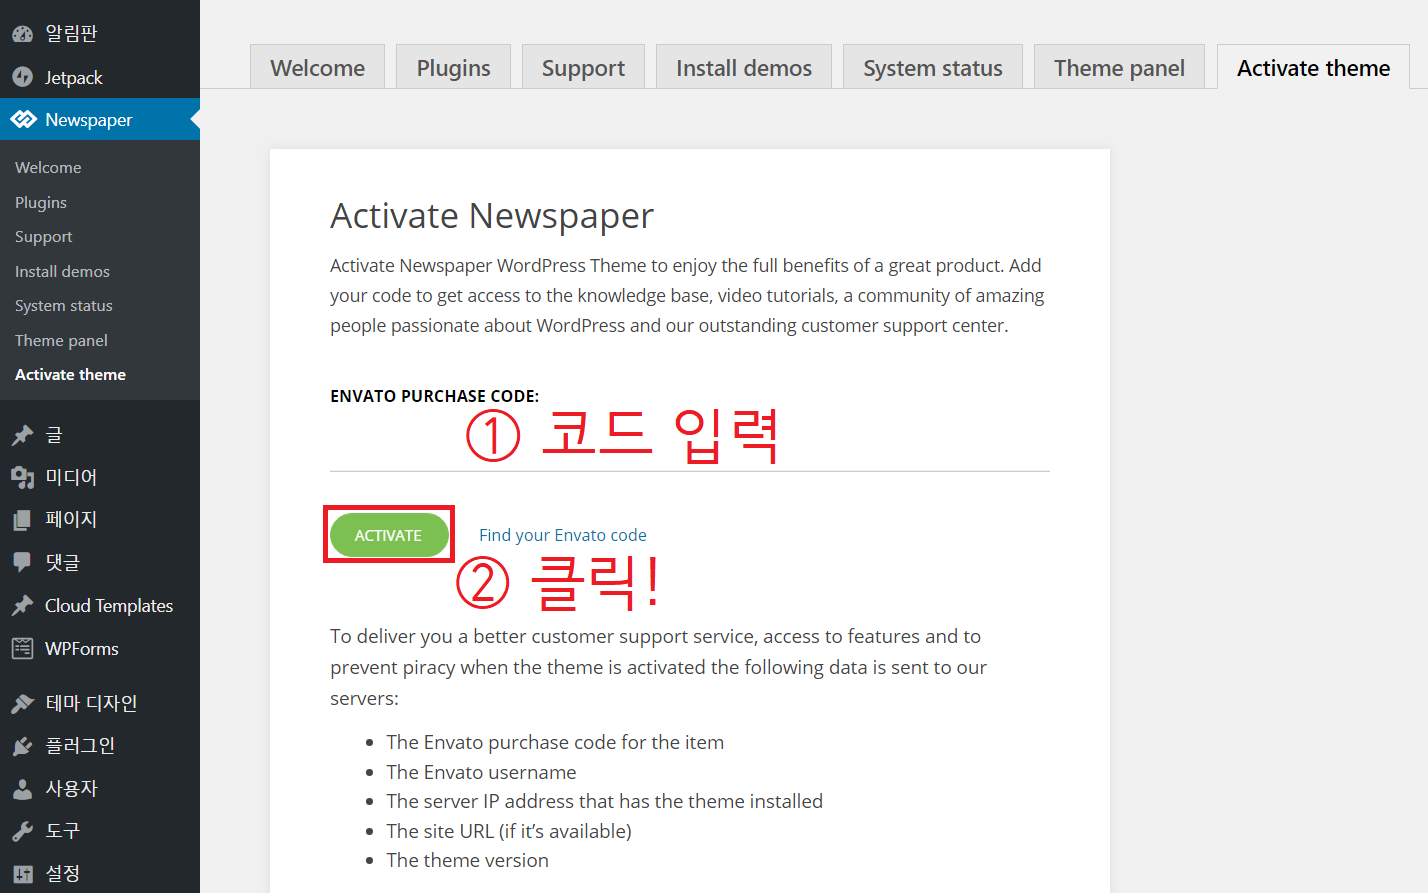 알림판
Jetpack
Newspaper
Welcome
Plugins
Support
Install demos
System status
Theme panel
Activate theme
글
미디어
페이지
댓글
Cloud Templates
WPForms
테마 디자인
플러그인
사용자
도구
설정
Welcome
Plugins
Support
Install demos
System status
Theme panel
Activate theme
Activate Newspaper
Activate Newspaper WordPress Theme to enjoy the full benefits of a great product. Add
your code to get access to the knowledge base, video tutorials, a community of amazing
people passionate about WordPress and our outstanding customer support center.
ENVATO PURCHASE CODE:
① 코드 입력
ACTIVATE
Find your Envato code
② 클릭!
To deliver you a better customer support service, access to features and to
prevent piracy when the theme is activated the following data is sent to our
servers:
• The Envato purchase code for the item
• The Envato username
• The server IP address that has the theme installed
• The site URL (if it's available)
• The theme version